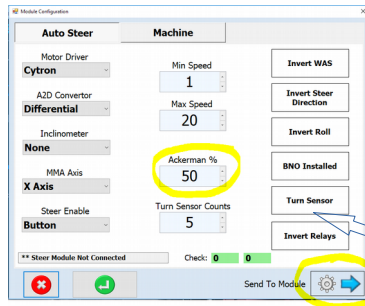 Module Configuration
Auto Steer
Machine
Motor Driver
Cytron
A2D Convertor
Differential
Inclinometer
None
MMA Axis
X Axis
Steer Enable
Button
Min Speed
1
Max Speed
20
Ackerman %
50
Turn Sensor Counts
5
Invert WAS
Invert Steer
Direction
Invert Roll
BNO Installed
Turn Sensor
Invert Relays
** Steer Module Not Connected
Check: 0 0
Send To Module